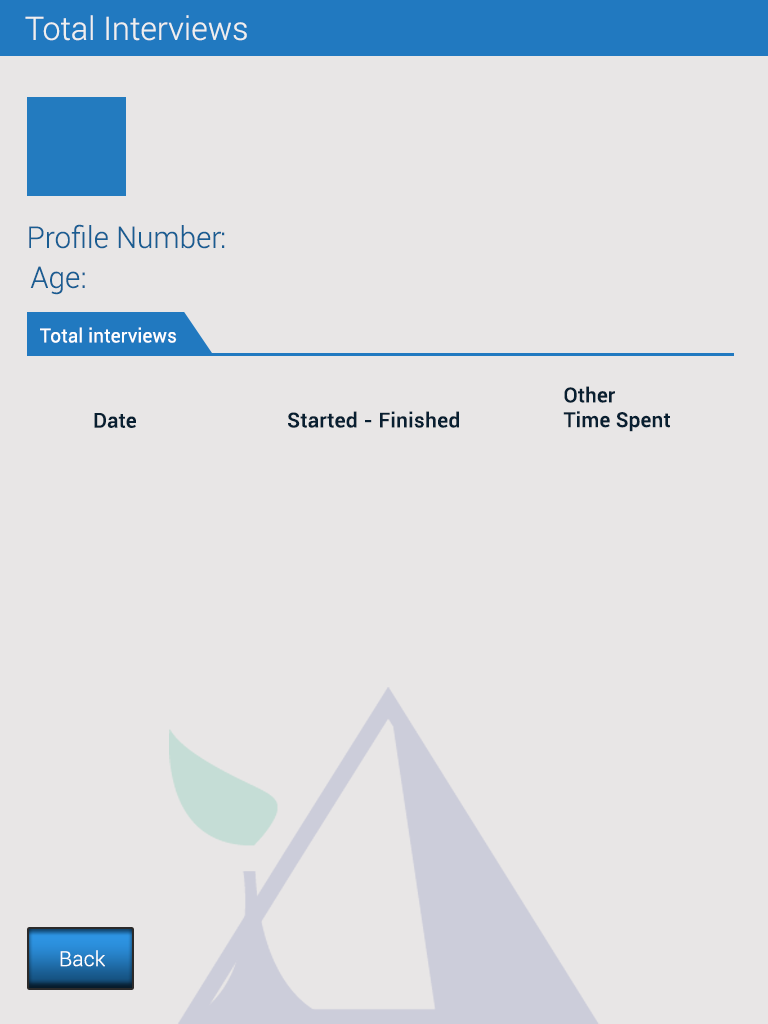 Total Interviews
Profile Number:
Age:
Total interviews
Date
Started - Finished
Other
Time Spent
Back